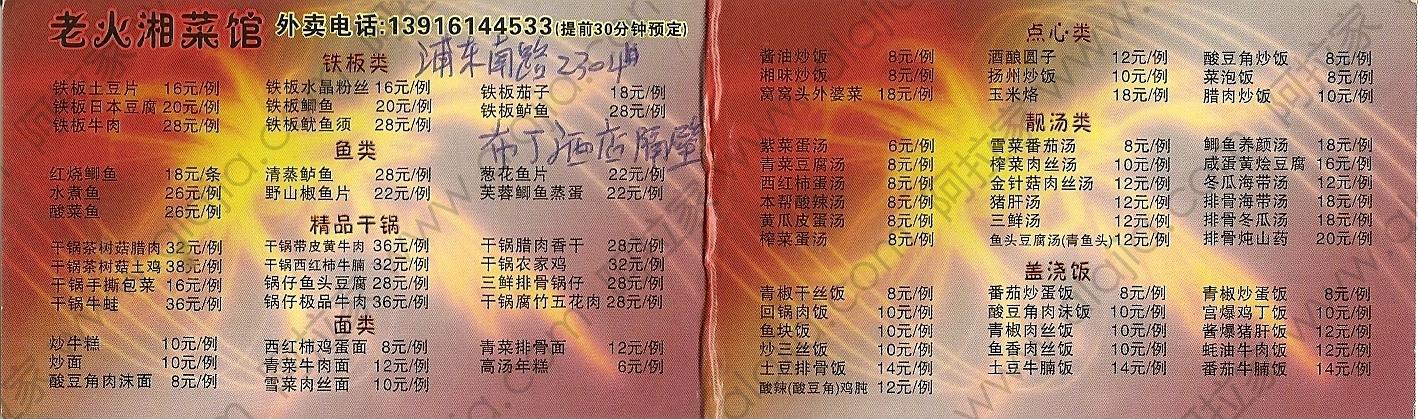 老火湘菜馆 外卖电话:13916144533(提前30分钟预定)
浦东南路2304#
铁板类
铁板土豆片 16元/例 铁板水晶粉丝 16元/例 铁板茄子 18元/例
铁板日本豆腐 20元/例 铁板鲫鱼 20元/例 铁板鲈鱼 28元/例
铁板牛肉 28元/例 铁板鱿鱼须 28元/例
布丁酒店隔壁
鱼类
红烧鲫鱼 18元/条 清蒸鲈鱼 28元/例 葱花鱼片 22元/例
水煮鱼 26元/例 野山椒鱼片 22元/例 芙蓉鲫鱼蒸蛋 22元/例
酸菜鱼 26元/例
精品干锅
干锅茶树菇腊肉 32元/例 干锅带皮黄牛肉 36元/例 干锅腊肉香干 28元/例
干锅茶树菇土鸡 38元/例 干锅西红柿牛腩 32元/例 干锅农家鸡 32元/例
干锅手撕包菜 16元/例 锅仔鱼头豆腐 28元/例 三鲜排骨锅仔 28元/例
干锅牛蛙 36元/例 锅仔极品牛肉 36元/例 干锅腐竹五花肉 28元/例
面类
炒牛糕 10元/例 西红柿鸡蛋面 8元/例 青菜排骨面 12元/例
炒面 10元/例 青菜牛肉面 12元/例 高汤年糕 6元/例
酸豆角肉沫面 8元/例 雪菜肉丝面 10元/例
点心类
酱油炒饭 8元/例 酒酿圆子 12元/例 酸豆角炒饭 8元/例
湘味炒饭 8元/例 扬州炒饭 10元/例 菜泡饭 8元/例
窝窝头外婆菜 18元/例 玉米烙 18元/例 腊肉炒饭 10元/例
靓汤类
紫菜蛋汤 6元/例 雪菜番茄汤 8元/例 鲫鱼养颜汤 18元/例
青菜豆腐汤 8元/例 榨菜肉丝汤 10元/例 咸蛋黄烩豆腐 16元/例
西红柿蛋汤 8元/例 金针菇肉丝汤 12元/例 冬瓜海带汤 12元/例
本帮酸辣汤 8元/例 猪肝汤 12元/例 排骨海带汤 18元/例
黄瓜皮蛋汤 8元/例 三鲜汤 12元/例 排骨冬瓜汤 18元/例
榨菜蛋汤 8元/例 鱼头豆腐汤(青鱼头) 12元/例 排骨炖山药 20元/例
盖浇饭
青椒干丝饭 8元/例 番茄炒蛋饭 8元/例 青椒炒蛋饭 8元/例
回锅肉饭 10元/例 酸豆角肉沫饭 10元/例 宫爆鸡丁饭 10元/例
鱼块饭 10元/例 青椒肉丝饭 10元/例 酱爆猪肝饭 12元/例
炒三丝饭 10元/例 鱼香肉丝饭 10元/例 蚝油牛肉饭 12元/例
土豆排骨饭 14元/例 土豆牛腩饭 14元/例 番茄牛腩饭 14元/例
酸辣(酸豆角)鸡肫 12元/例